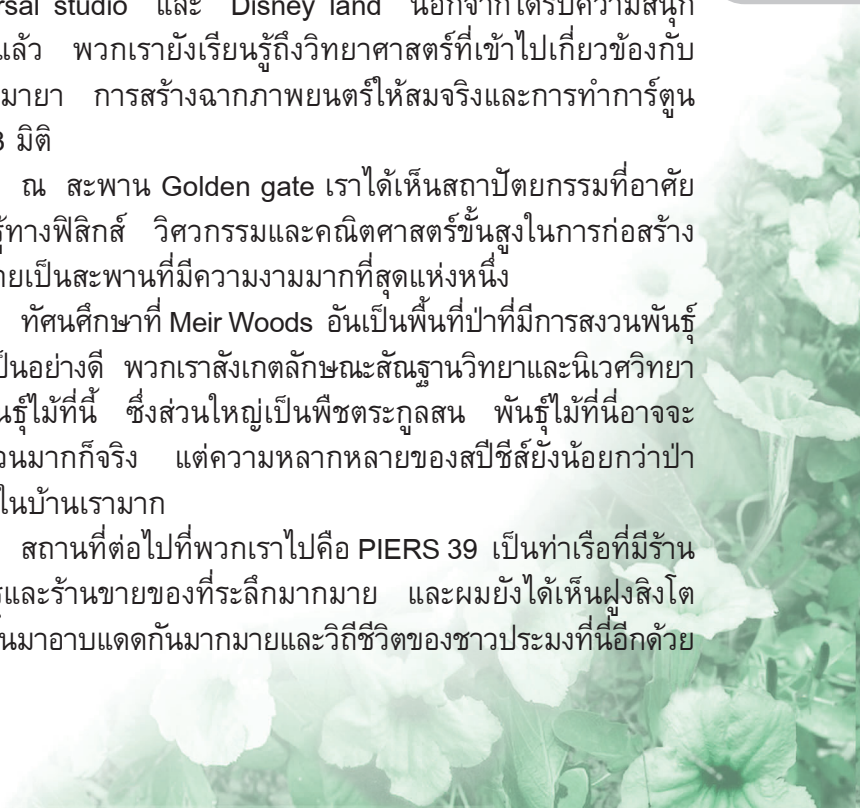 rsal studio และ Disney land นอกจากได้รับความสนุก
แล้ว พวกเรายังเรียนรู้ถึงวิทยาศาสตร์ที่เข้าไปเกี่ยวข้องกับ
มายา การสร้างฉากภาพยนตร์ให้สมจริงและการทำการ์ตูน
3 มิติ
ณ สะพาน Golden gate เราได้เห็นสถาปัตยกรรมที่อาศัย
รู้ทางฟิสิกส์ วิศวกรรมและคณิตศาสตร์ขั้นสูงในการก่อสร้าง
ายเป็นสะพานที่มีความงามมากที่สุดแห่งหนึ่ง
ทัศนศึกษาที่ Meir Woods อันเป็นพื้นที่ป่าที่มีการสงวนพันธุ์
ป็นอย่างดี พวกเราสังเกตลักษณะสัณฐานวิทยาและนิเวศวิทยา
นธุ์ไม้ที่นี้ ซึ่งส่วนใหญ่เป็นพืชตระกูลสน พันธุ์ไม้ที่นี่อาจจะ
วนมากก็จริง แต่ความหลากหลายของสปีชีส์ยังน้อยกว่าป่า
ในบ้านเรามาก
สถานที่ต่อไปที่พวกเราไปคือ PIERS 39 เป็นท่าเรือที่มีร้าน
รและร้านขายของที่ระลึกมากมาย และผมยังได้เห็นฝูงสิงโต
้นมาอาบแดดกันมากมายและวิถีชีวิตของชาวประมงที่นี่อีกด้วย